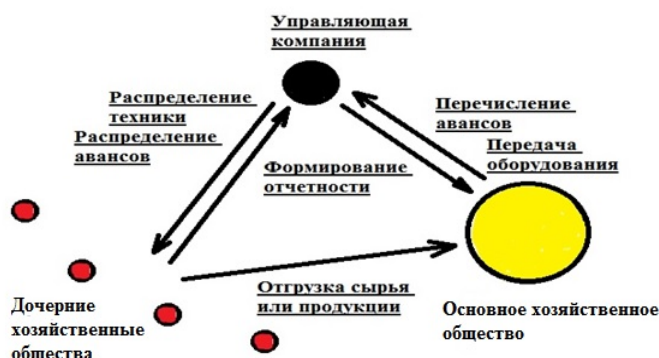 Управляющая
компания
Распределение
техники
Распределение
авансов
Перечисление
авансов
Передача
оборудования
Формирование
отчетности
Отгрузка сырья
или продукции
Дочерние
хозяйственные
общества
Основное хозяйственное
общество